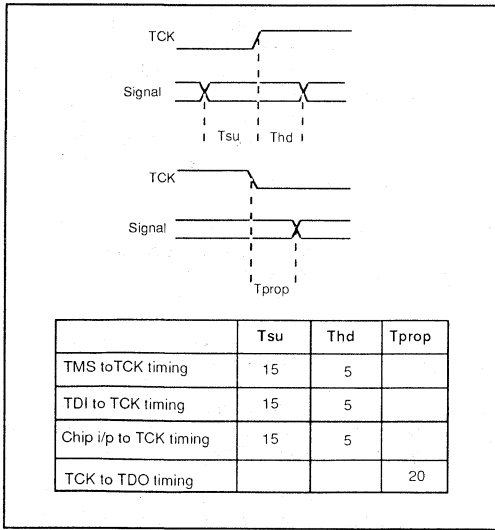 TCK
Signal
Tsu Thd
TCK
Signal
Tprop
Tsu Thd Tprop
TMS toTCK timing 15 5
TDI to TCK timing 15 5
Chip i/p to TCK timing 15 5
TCK to TDO timing 20